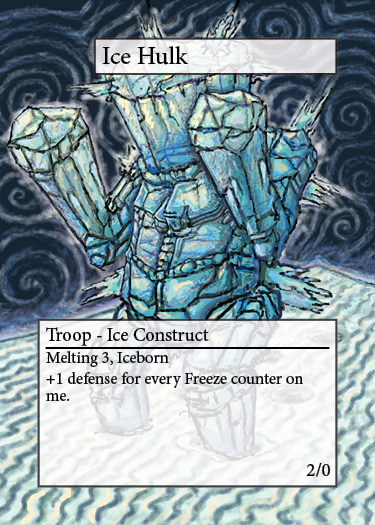 Ice Hulk
Troop - Ice Construct
Melting 3, Iceborn
+1 defense for every Freeze counter on
me.
2/0